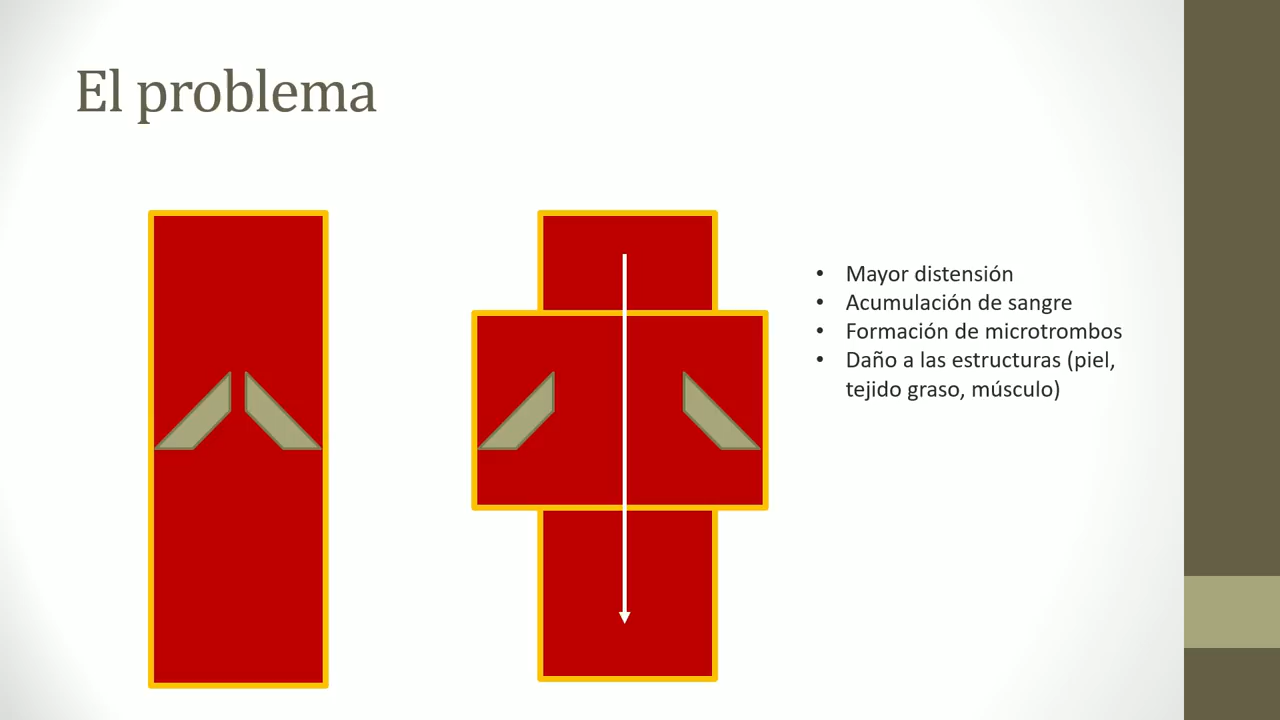 El problema
• Mayor distensión
• Acumulación de sangre
• Formación de microtrombos
• Daño a las estructuras (piel,
tejido graso, músculo)